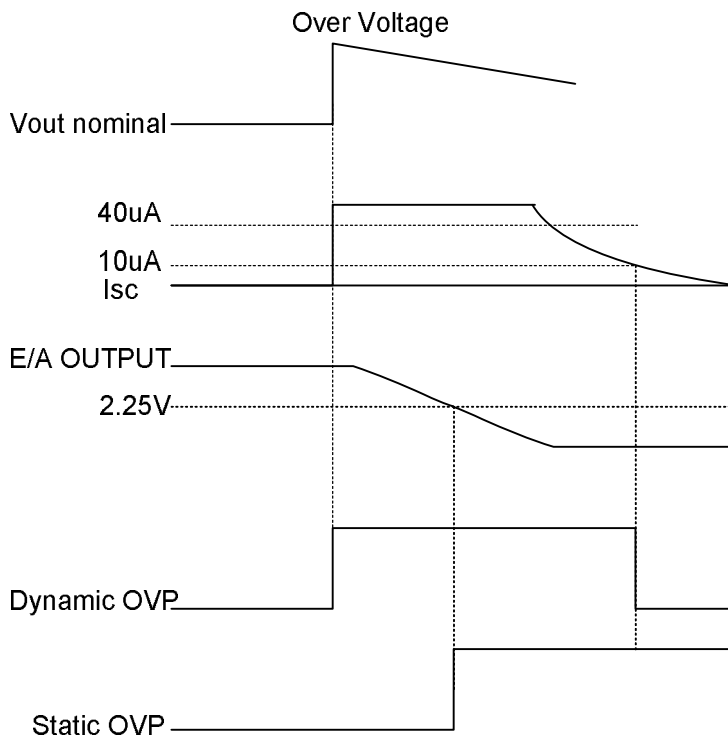 Over Voltage
Vout nominal
40uA
10uA
Isc
E/A OUTPUT
2.25V
Dynamic OVP
Static OVP